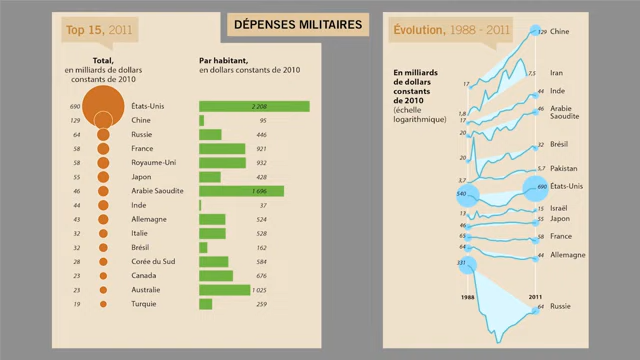 DÉPENSES MILITAIRES
Top 15, 2011
Total,
en milliards de dollars
constants de 2010
Par habitant,
en dollars constants de 2010
690 États-Unis 2 208
129 Chine 95
64 Russie 446
58 France 921
58 Royaume-Uni 932
55 Japon 428
46 Arabie Saoudite 1 696
44 Inde 37
43 Allemagne 524
32 Italie 528
32 Brésil 162
28 Corée du Sud 584
23 Canada 676
23 Australie 1 025
19 Turquie 259
Évolution, 1988 - 2011
En milliards
de dollars
constants
de 2010
(échelle
logarithmique)
17 129 Chine
1,8 7,5 Iran
17 44 Inde
20 46 Arabie
Saoudite
20 32 Brésil
3,7 5,7 Pakistan
540 690 États-Unis
13 15 Israël
46 55 Japon
65 58 France
64 44 Allemagne
331 64 Russie
1988 2011